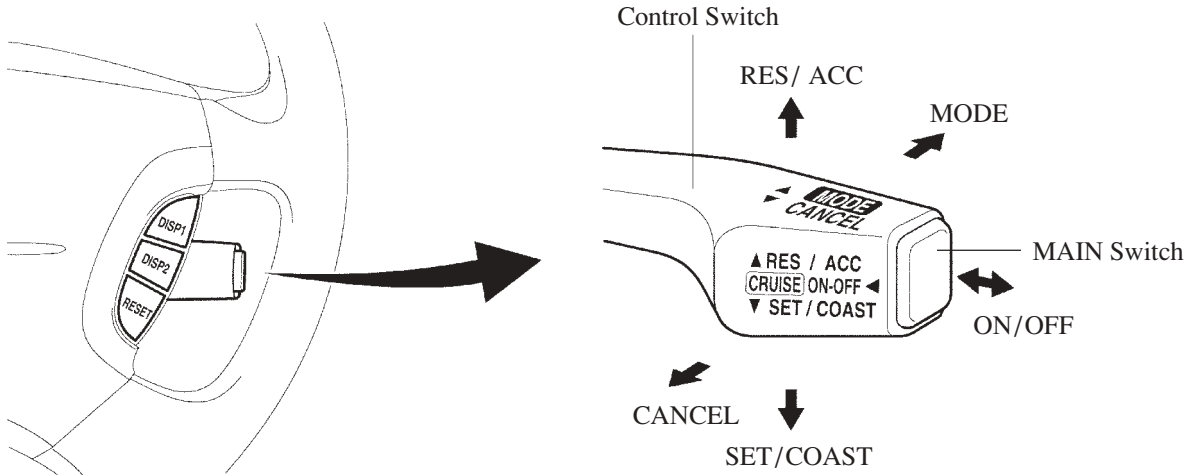 Control Switch
RES/ ACC
MODE
DISP1
DISP2
RESET
MODE
CANCEL
▲ RES / ACC
CRUISE ON-OFF ◀
▼ SET / COAST
MAIN Switch
ON/OFF
CANCEL
SET/COAST